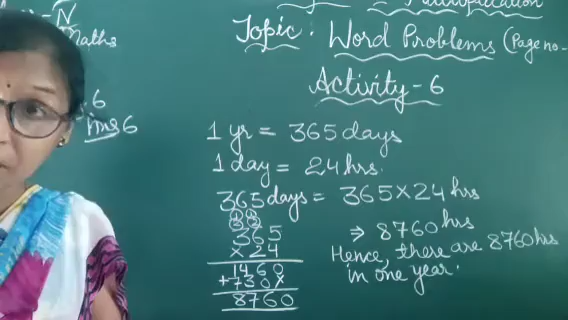 - N
Maths
Multiplication
Topic : Word Problems (Page no-
Activity - 6
6
1 yr = 365 days
1 day = 24 hrs.
365 days = 365 × 24 hrs
⇒ 8760 hrs
Hence, there are 8760 hrs
in one year.
365
× 24
1460
+ 730×
8760